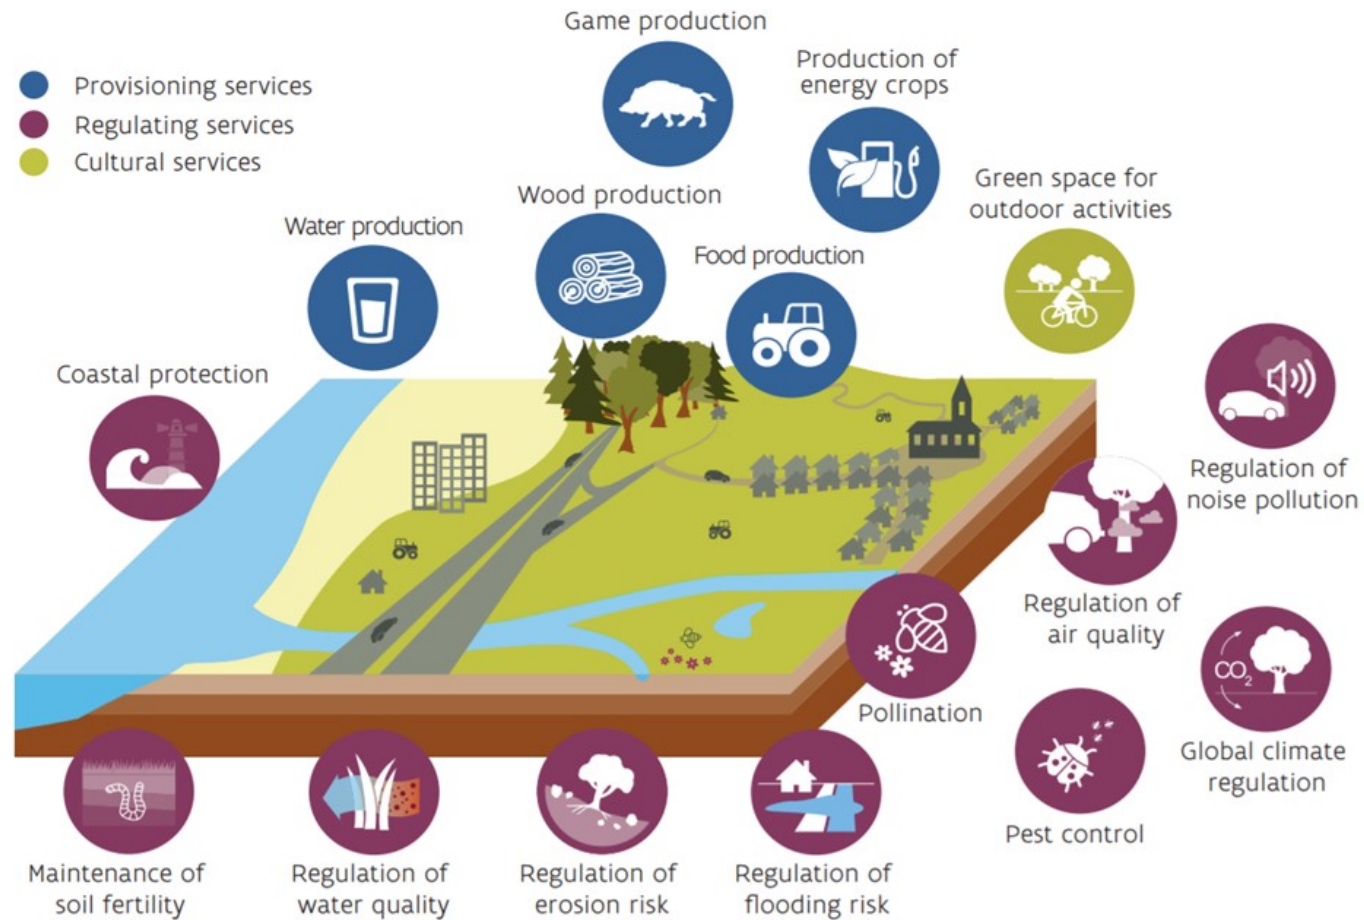 Game production
Production of
energy crops
Provisioning services
Regulating services
Cultural services
Green space for
outdoor activities
Wood production
Water production
Food production
Coastal protection
Regulation of
noise pollution
Regulation of
air quality
CO2
Pollination
Global climate
regulation
Pest control
Maintenance of
soil fertility
Regulation of
water quality
Regulation of
erosion risk
Regulation of
flooding risk